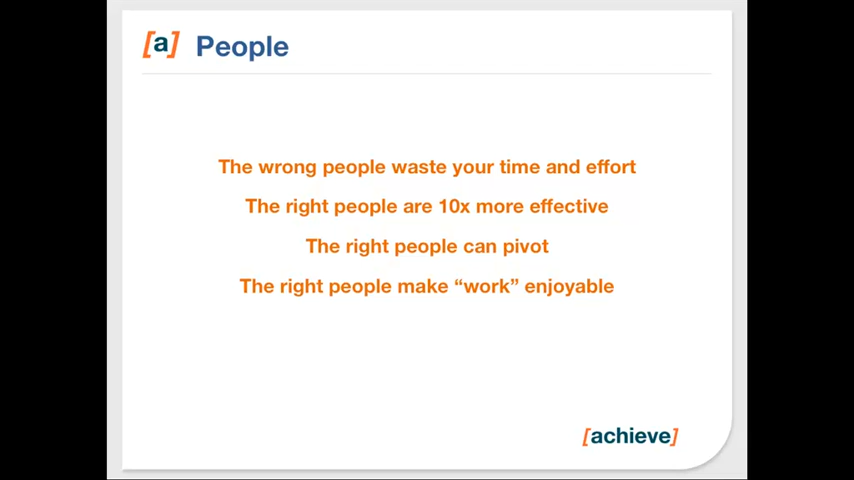 [a] People
The wrong people waste your time and effort
The right people are 10x more effective
The right people can pivot
The right people make “work” enjoyable
[achieve]